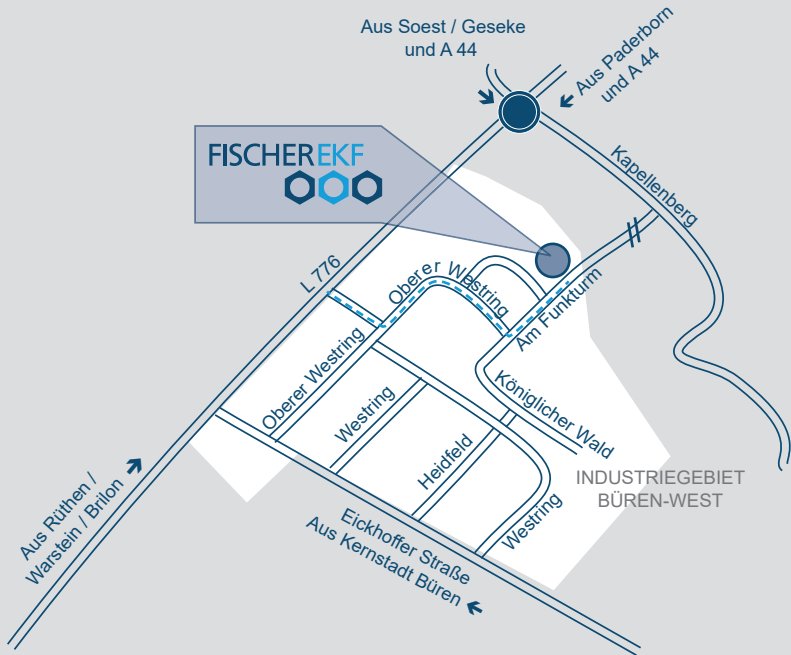 Aus Soest / Geseke
und A 44
Aus Paderborn
und A 44
FISCHEREKF
Kapellenberg
L 776
Oberer Westring
Am Funkturm
Oberer Westring
Westring
Königlicher Wald
Heidfeld
INDUSTRIEGEBIET
BÜREN-WEST
Westring
Aus Rüthen /
Warstein / Brilon
Eickhoffer Straße
Aus Kernstadt Büren